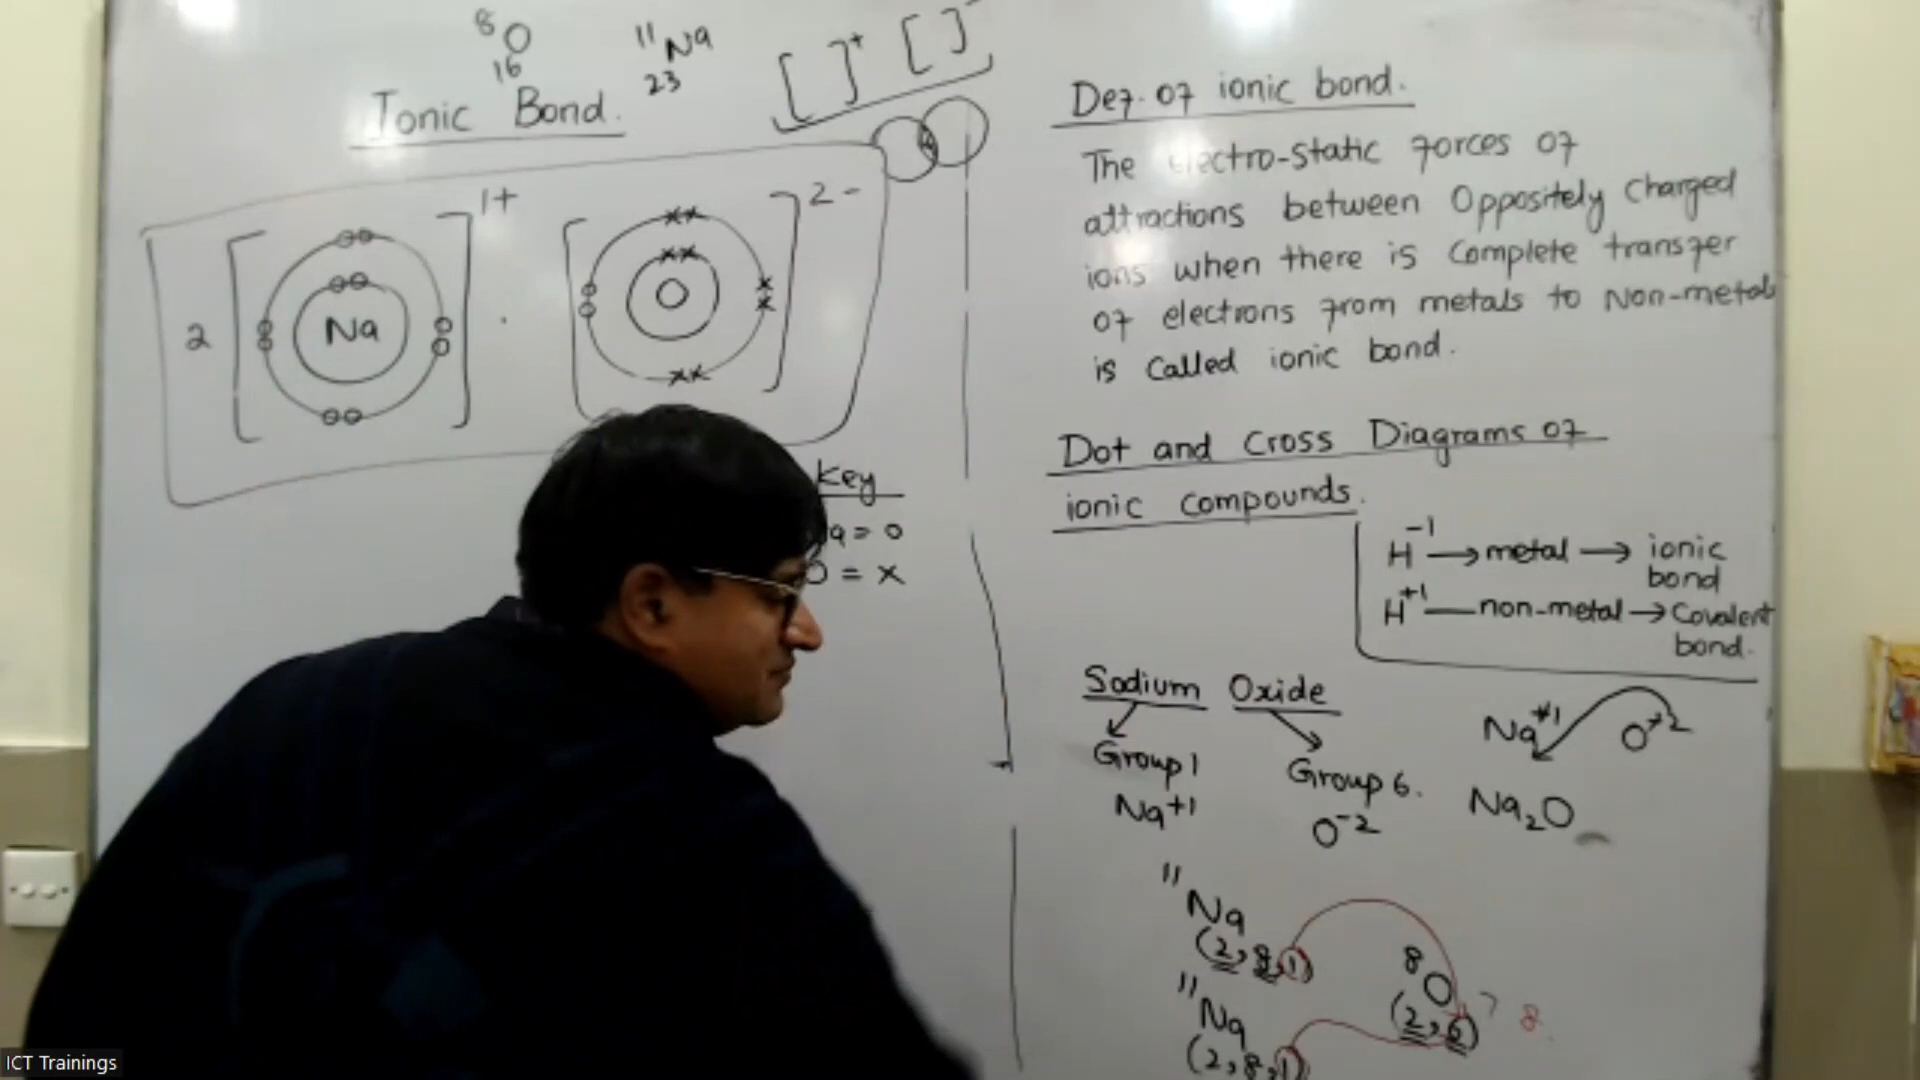 8
O
16
11
Na
23
[ ]+ [ ]-
Ionic Bond.
2 [Na]1+ [O]2-
Key
= o
= x
Def. of ionic bond.
The electro-static forces of
attractions between Oppositely Charged
ions when there is Complete transfer
of electrons from metals to Non-metals
is Called ionic bond.
Dot and Cross Diagrams of
ionic compounds.
H-1 → metal → ionic
bond
H+1 — non-metal → Covalent
bond.
Sodium Oxide
Group 1
Na+1
Group 6.
O-2
Na+1 O+2
Na2O
11
Na
(2,8,1)
8
O
(2,6) 7 8
11
Na
(2,8,1)
ICT Trainings